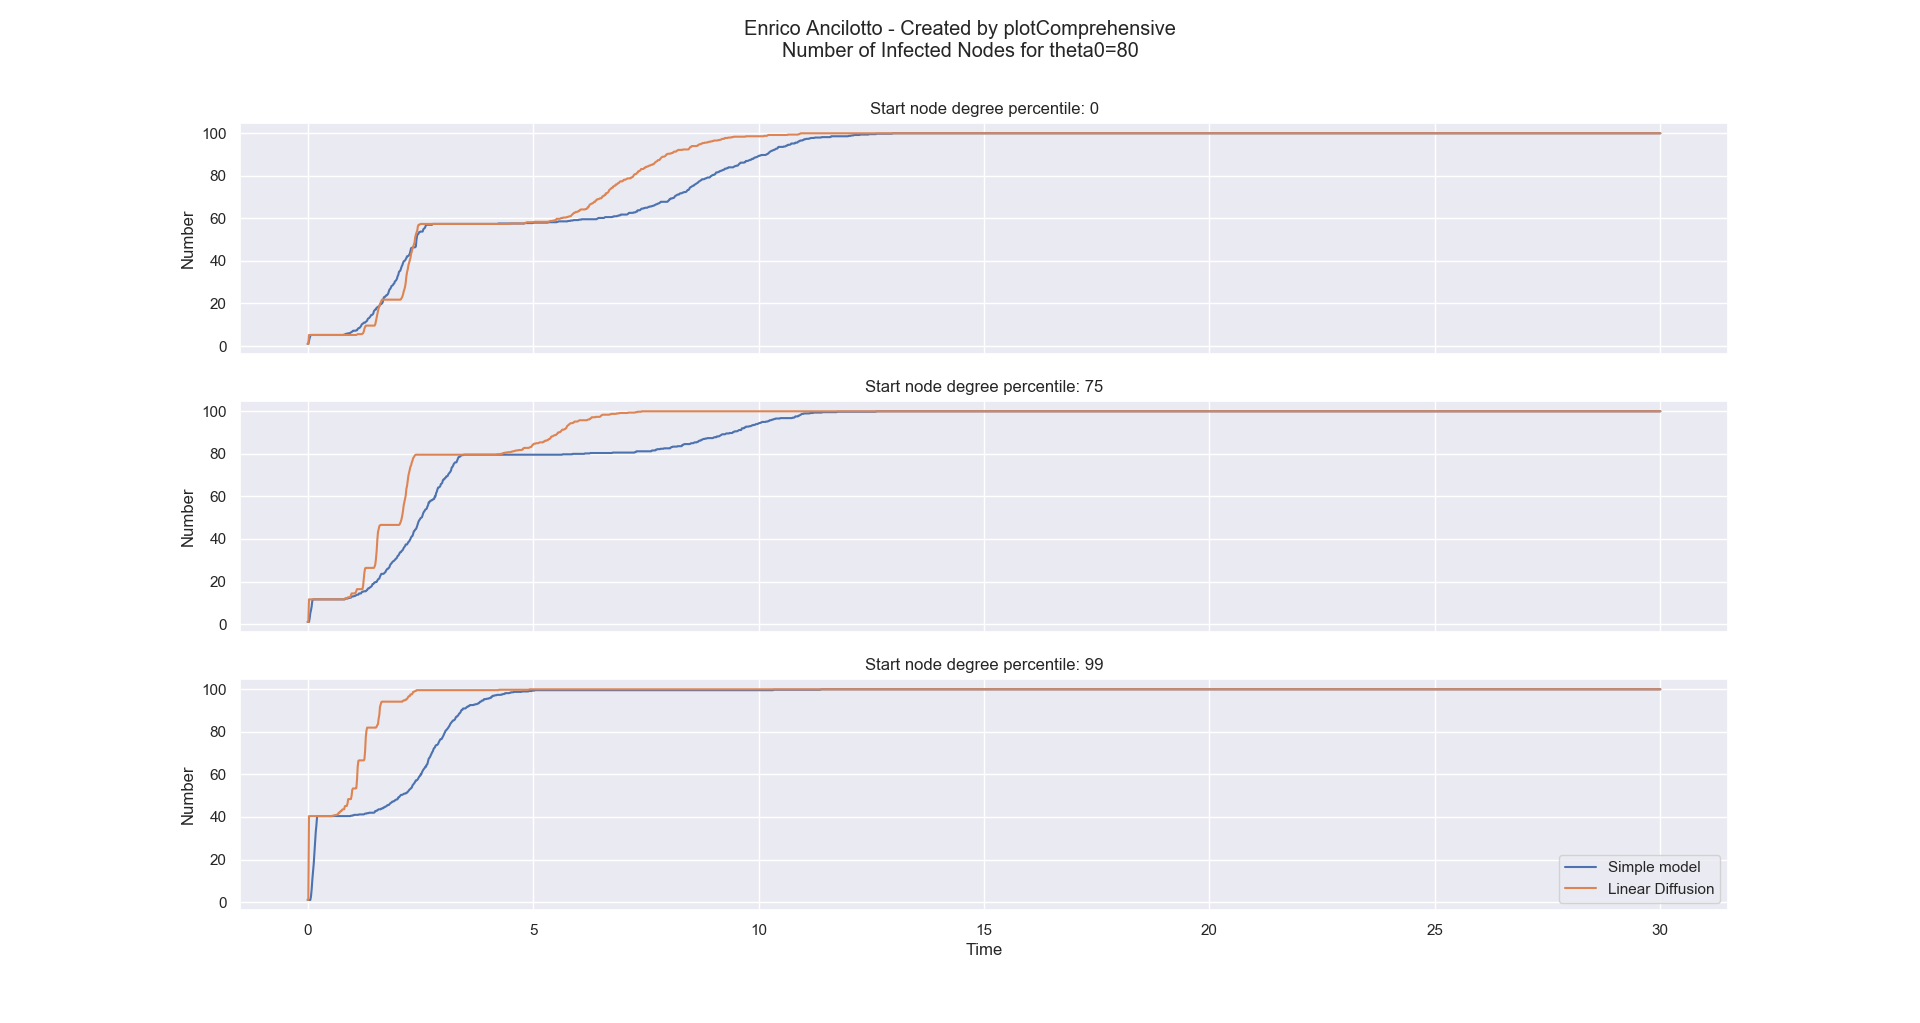 Enrico Ancilotto - Created by plotComprehensive
Number of Infected Nodes for theta0=80
Start node degree percentile: 0
100
80
60
40
20
0
Number
Start node degree percentile: 75
100
80
60
40
20
0
Number
Start node degree percentile: 99
100
80
60
40
20
0
Number
Simple model
Linear Diffusion
0 5 10 15 20 25 30
Time